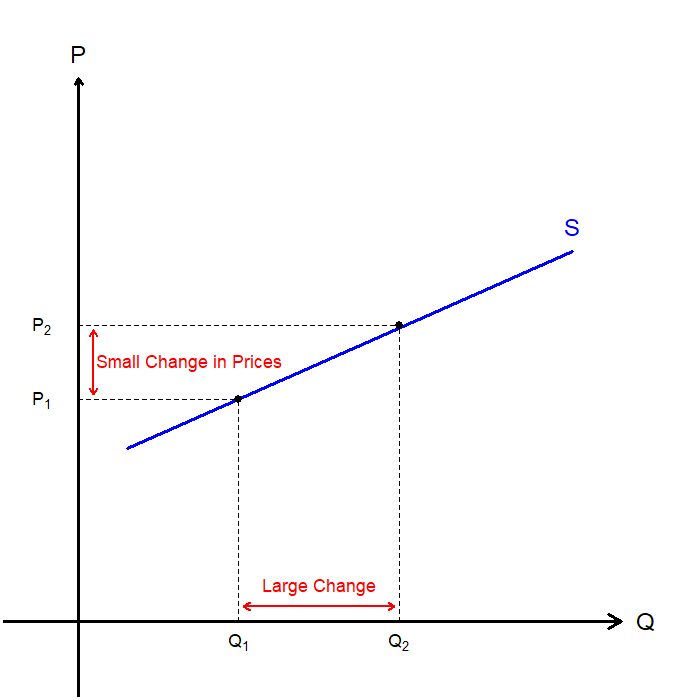 P
S
P₂
Small Change in Prices
P₁
Large Change
Q
Q₁
Q₂